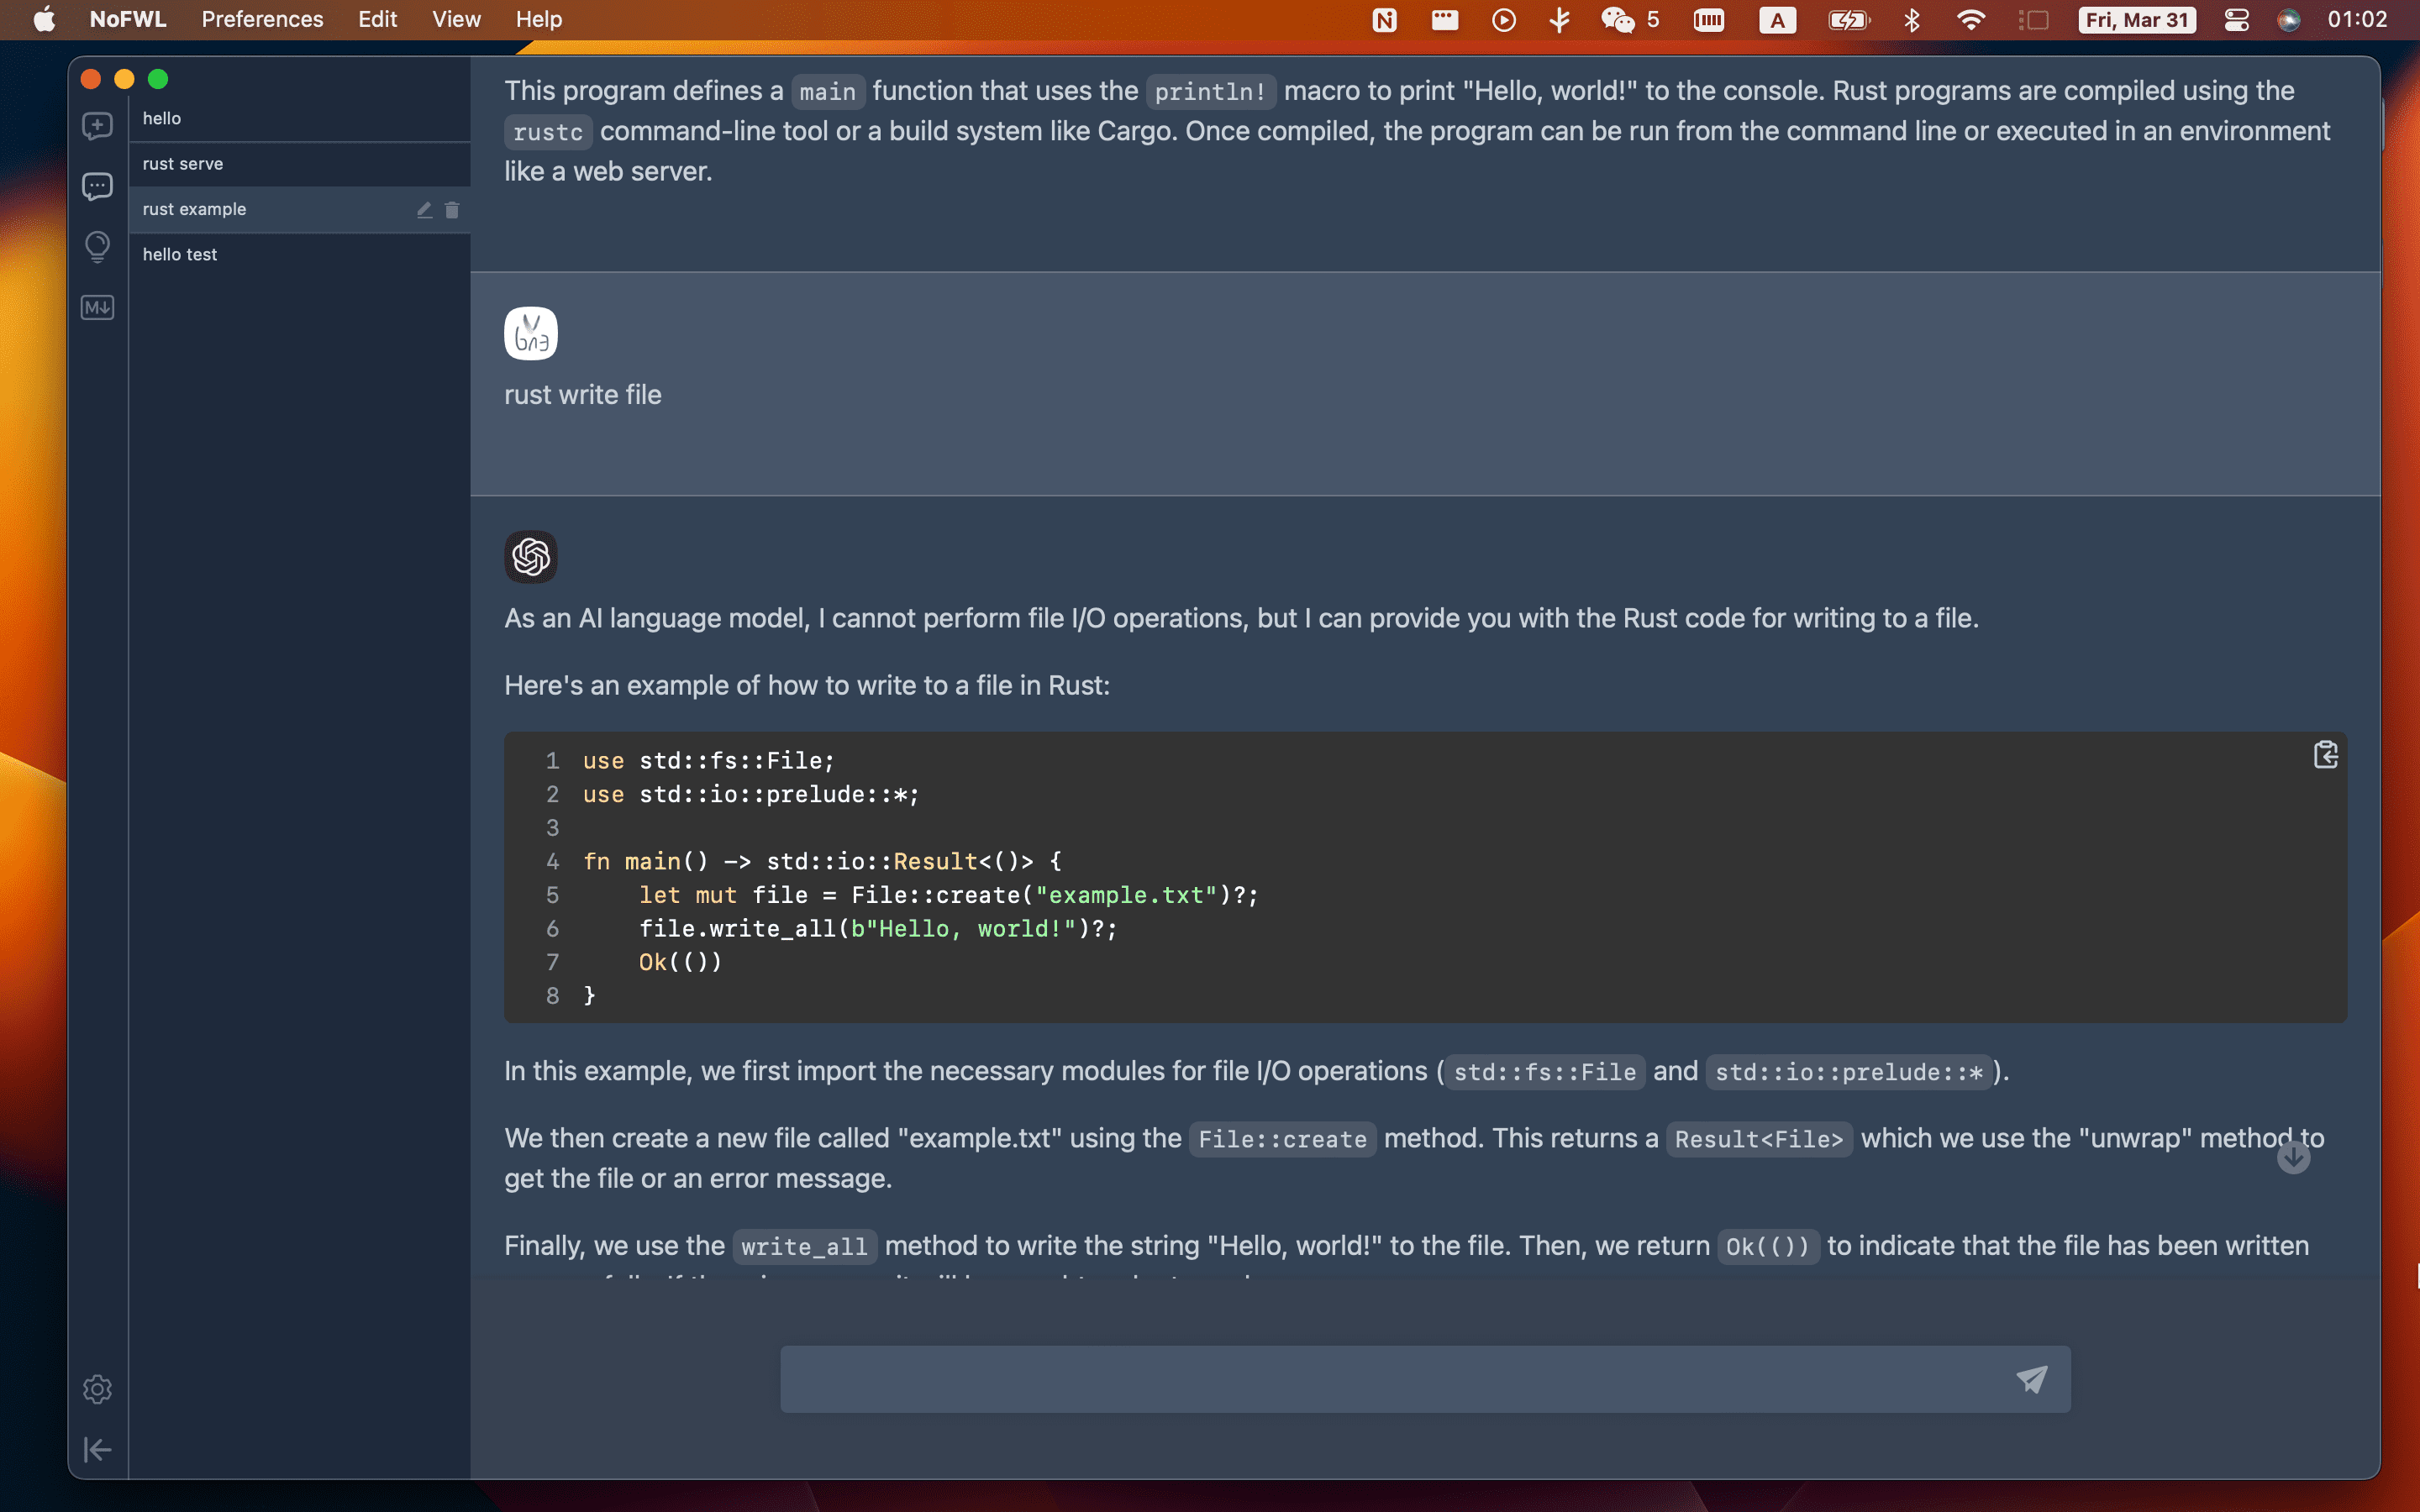 NoFWL Preferences Edit View Help 5 A Fri, Mar 31 01:02
hello
rust serve
rust example
hello test
M↓
This program defines a main function that uses the println! macro to print "Hello, world!" to the console. Rust programs are compiled using the
rustc command-line tool or a build system like Cargo. Once compiled, the program can be run from the command line or executed in an environment
like a web server.
rust write file
As an AI language model, I cannot perform file I/O operations, but I can provide you with the Rust code for writing to a file.
Here's an example of how to write to a file in Rust:
1 use std::fs::File;
2 use std::io::prelude::*;
3
4 fn main() -> std::io::Result<()> {
5     let mut file = File::create("example.txt")?;
6     file.write_all(b"Hello, world!")?;
7     Ok(())
8 }
In this example, we first import the necessary modules for file I/O operations ( std::fs::File and std::io::prelude::* ).
We then create a new file called "example.txt" using the File::create method. This returns a Result<File> which we use the "unwrap" method to
get the file or an error message.
Finally, we use the write_all method to write the string "Hello, world!" to the file. Then, we return Ok(()) to indicate that the file has been written